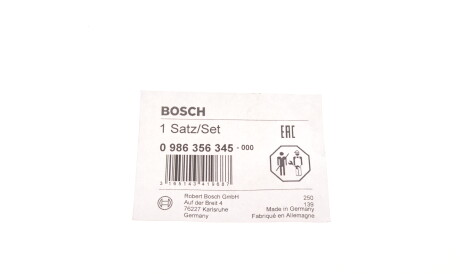 BOSCH
1 Satz/Set
EAC
0 986 356 345 - 000
Robert Bosch GmbH
Auf der Breit 4
76227 Karlsruhe
Germany
250
139
Made in Germany
Fabriqué en Allemagne